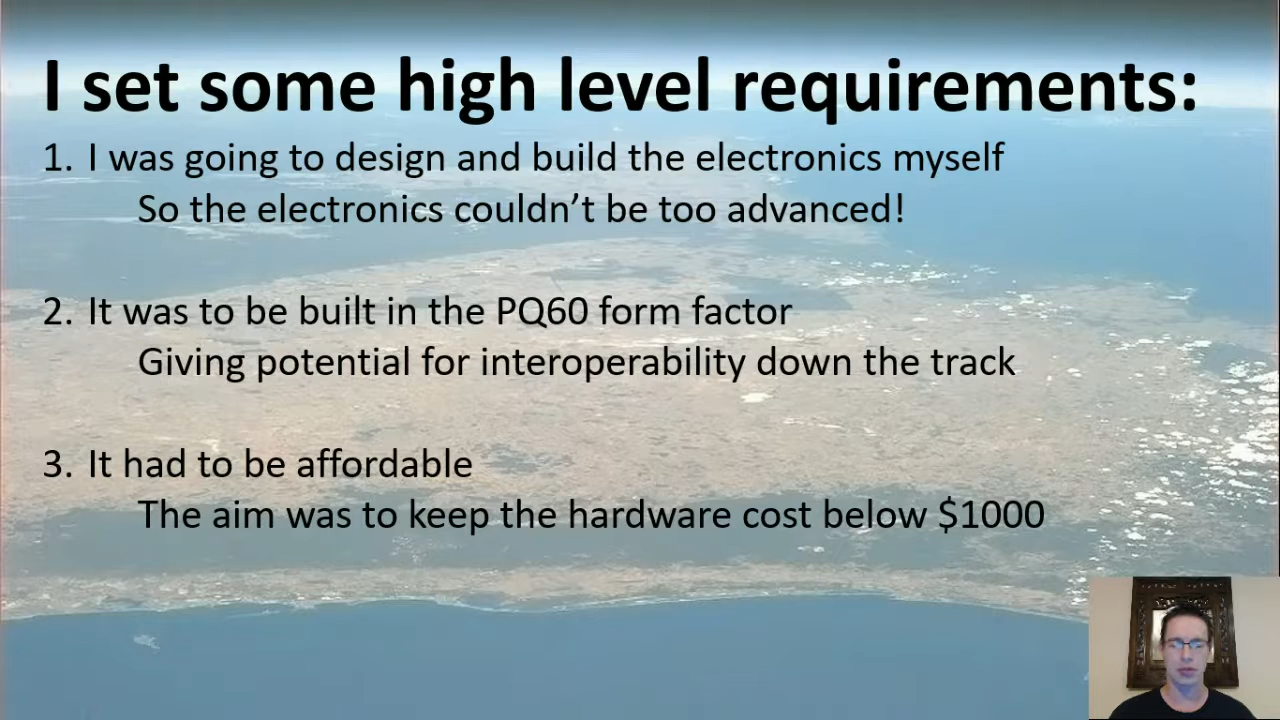 I set some high level requirements:
1. I was going to design and build the electronics myself
So the electronics couldn’t be too advanced!
2. It was to be built in the PQ60 form factor
Giving potential for interoperability down the track
3. It had to be affordable
The aim was to keep the hardware cost below $1000